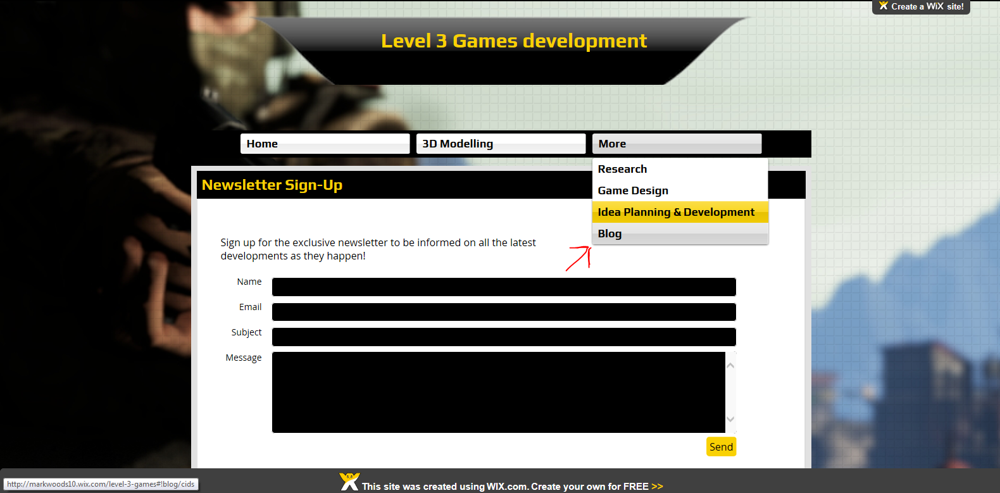 Create a WiX site!
Level 3 Games development
Home
3D Modelling
More
Research
Game Design
Idea Planning & Development
Blog
Newsletter Sign-Up
Sign up for the exclusive newsletter to be informed on all the latest
developments as they happen!
Name
Email
Subject
Message
Send
http://markwoods10.wix.com/level-3-games#!blog/cids
This site was created using WIX.com. Create your own for FREE >>